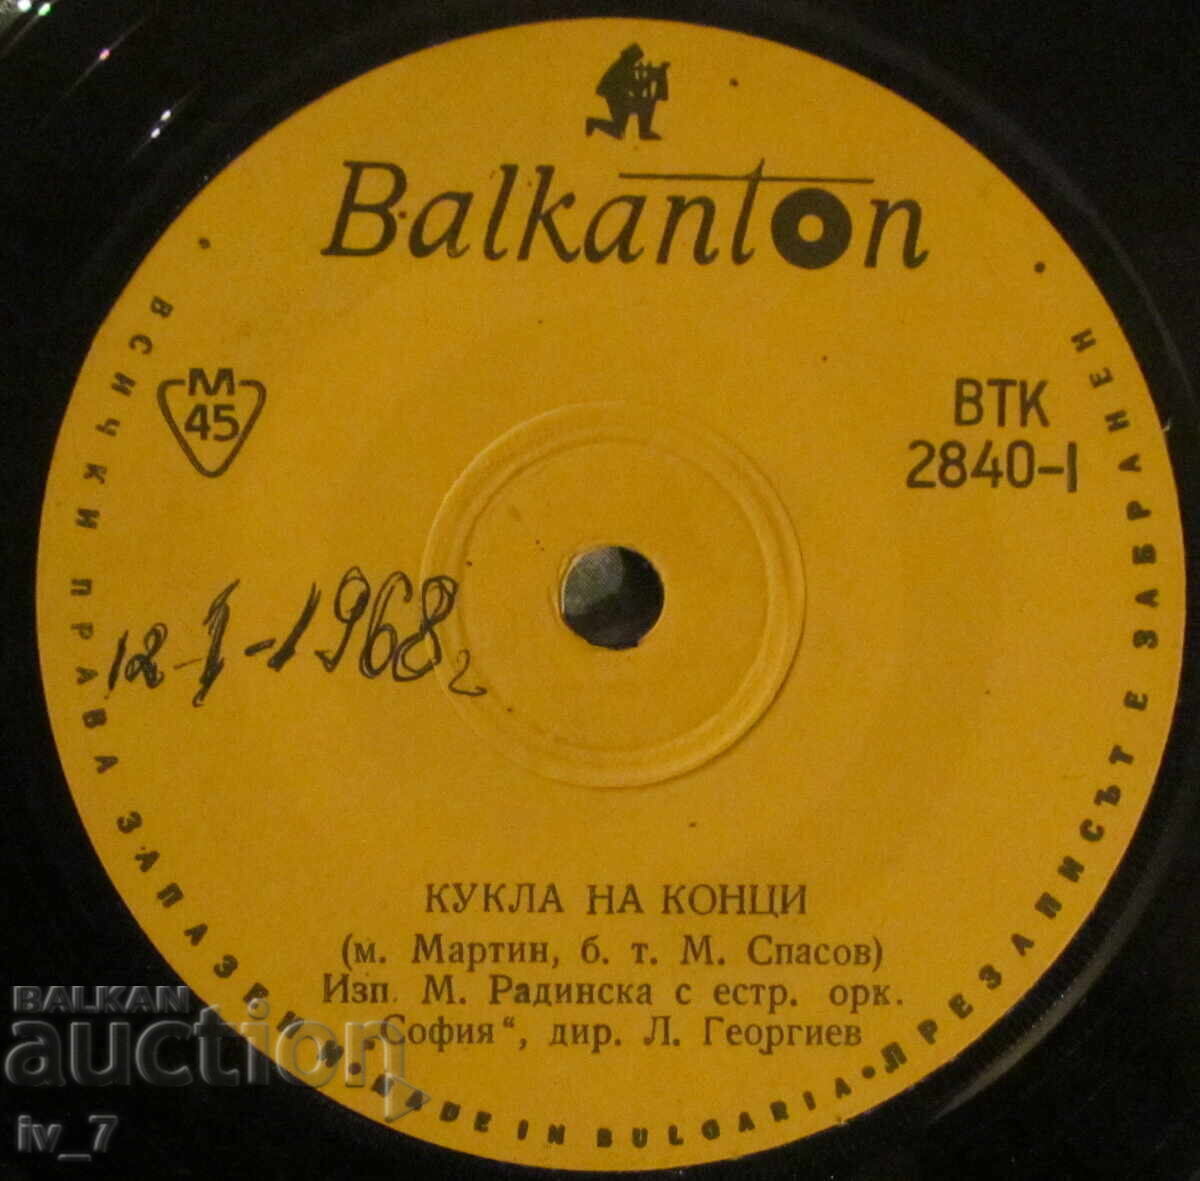 Balkanton
M
45
ВТК
2840-I
12-I-1968г
КУКЛА НА КОНЦИ
(м. Мартин, б. т. М. Спасов)
Изп. М. Радинска с естр. орк.
„София“, дир. Л. Георгиев
ВСИЧКИ ПРАВА ЗАПАЗЕНИ • MADE IN BULGARIA • ПРЕЗАПИСЪТ Е ЗАБРАНЕН
BALKAN
auction
iv_7